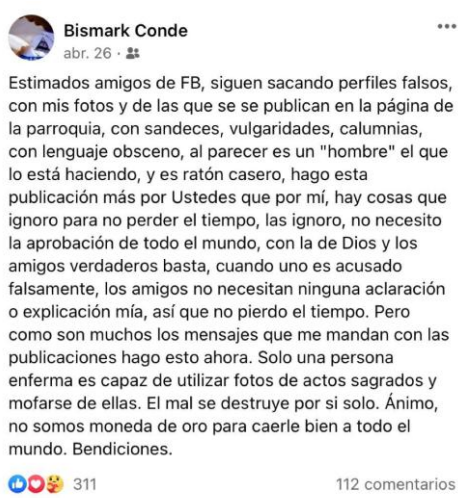 Bismark Conde
abr. 26 ·
Estimados amigos de FB, siguen sacando perfiles falsos,
con mis fotos y de las que se se publican en la página de
la parroquia, con sandeces, vulgaridades, calumnias,
con lenguaje obsceno, al parecer es un "hombre" el que
lo está haciendo, y es ratón casero, hago esta
publicación más por Ustedes que por mí, hay cosas que
ignoro para no perder el tiempo, las ignoro, no necesito
la aprobación de todo el mundo, con la de Dios y los
amigos verdaderos basta, cuando uno es acusado
falsamente, los amigos no necesitan ninguna aclaración
o explicación mía, así que no pierdo el tiempo. Pero
como son muchos los mensajes que me mandan con las
publicaciones hago esto ahora. Solo una persona
enferma es capaz de utilizar fotos de actos sagrados y
mofarse de ellas. El mal se destruye por si solo. Ánimo,
no somos moneda de oro para caerle bien a todo el
mundo. Bendiciones.
311 112 comentarios